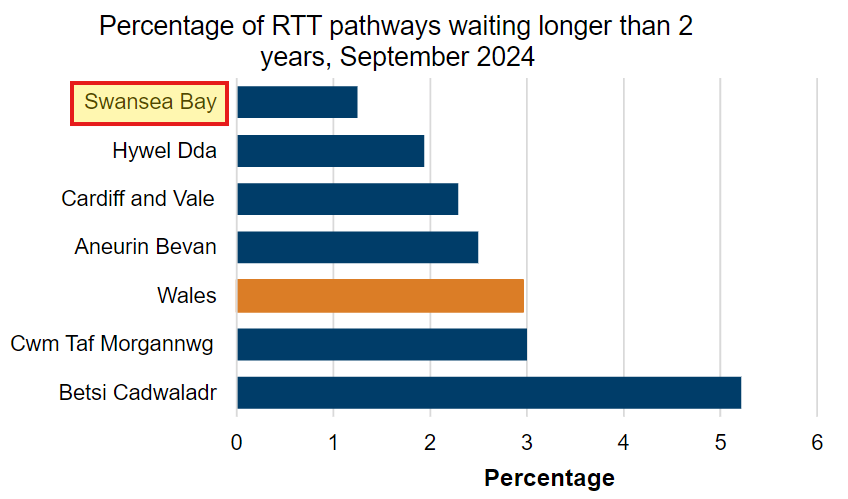 Percentage of RTT pathways waiting longer than 2
years, September 2024
Swansea Bay
Hywel Dda
Cardiff and Vale
Aneurin Bevan
Wales
Cwm Taf Morgannwg
Betsi Cadwaladr
0 1 2 3 4 5 6
Percentage